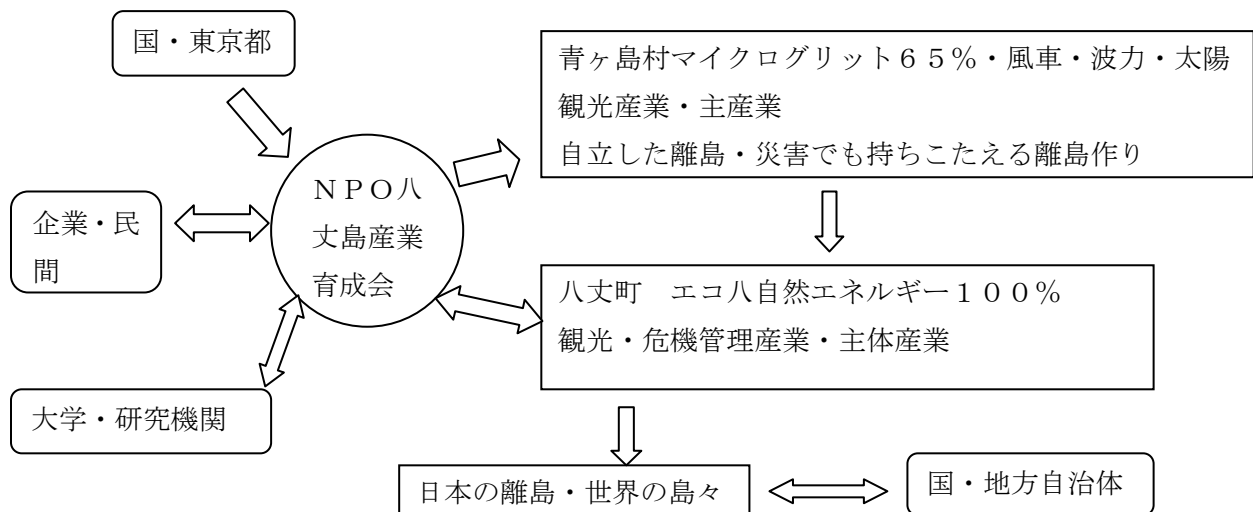 国・東京都
青ヶ島村マイクログリット６５％・風車・波力・太陽
観光産業・主産業
自立した離島・災害でも持ちこたえる離島作り
ＮＰＯ八
丈島産業
育成会
企業・民
間
八丈町　エコ八自然エネルギー１００％
観光・危機管理産業・主体産業
大学・研究機関
日本の離島・世界の島々
国・地方自治体